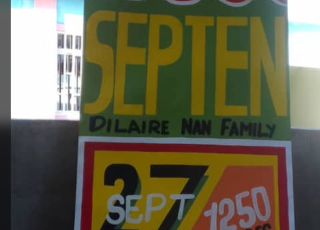 SEPTEN
DILAIRE NAN FAMILY
27
SEPT 1250